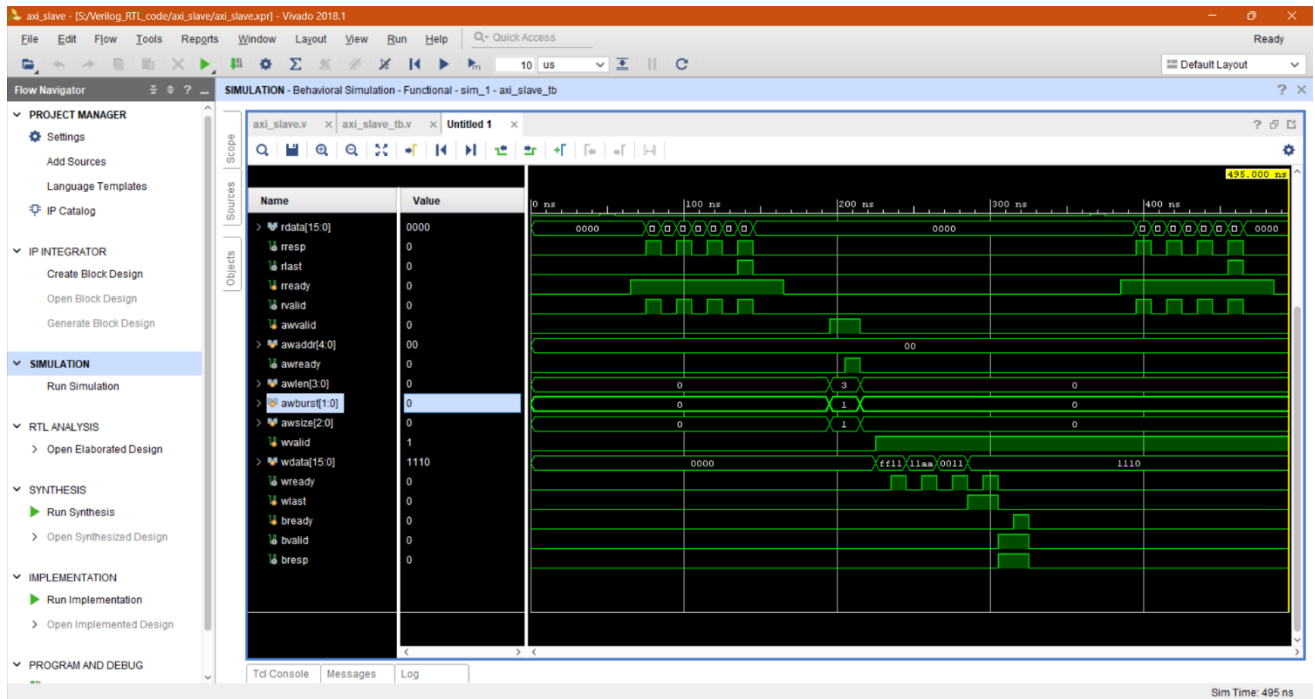 axi_slave - [S:/Verilog_RTL_code/axi_slave/axi_slave.xpr] - Vivado 2018.1
File Edit Flow Tools Reports Window Layout View Run Help Quick Access Ready
10 us Default Layout
Flow Navigator
SIMULATION - Behavioral Simulation - Functional - sim_1 - axi_slave_tb
PROJECT MANAGER
Settings
Add Sources
Language Templates
IP Catalog
IP INTEGRATOR
Create Block Design
Open Block Design
Generate Block Design
SIMULATION
Run Simulation
RTL ANALYSIS
Open Elaborated Design
SYNTHESIS
Run Synthesis
Open Synthesized Design
IMPLEMENTATION
Run Implementation
Open Implemented Design
PROGRAM AND DEBUG
Scope
Sources
Objects
axi_slave.v axi_slave_tb.v Untitled 1
495.000 ns
Name Value 0 ns 100 ns 200 ns 300 ns 400 ns
rdata[15:0] 0000 0000 0000 0000
rresp 0
rlast 0
rready 0
rvalid 0
awvalid 0
awaddr[4:0] 00 00
awready 0
awlen[3:0] 0 0 3 0
awburst[1:0] 0 0 1 0
awsize[2:0] 0 0 1 0
wvalid 1
wdata[15:0] 1110 0000 ff11 11aa 0011 1110
wready 0
wlast 0
bready 0
bvalid 0
bresp 0
Tcl Console Messages Log
Sim Time: 495 ns